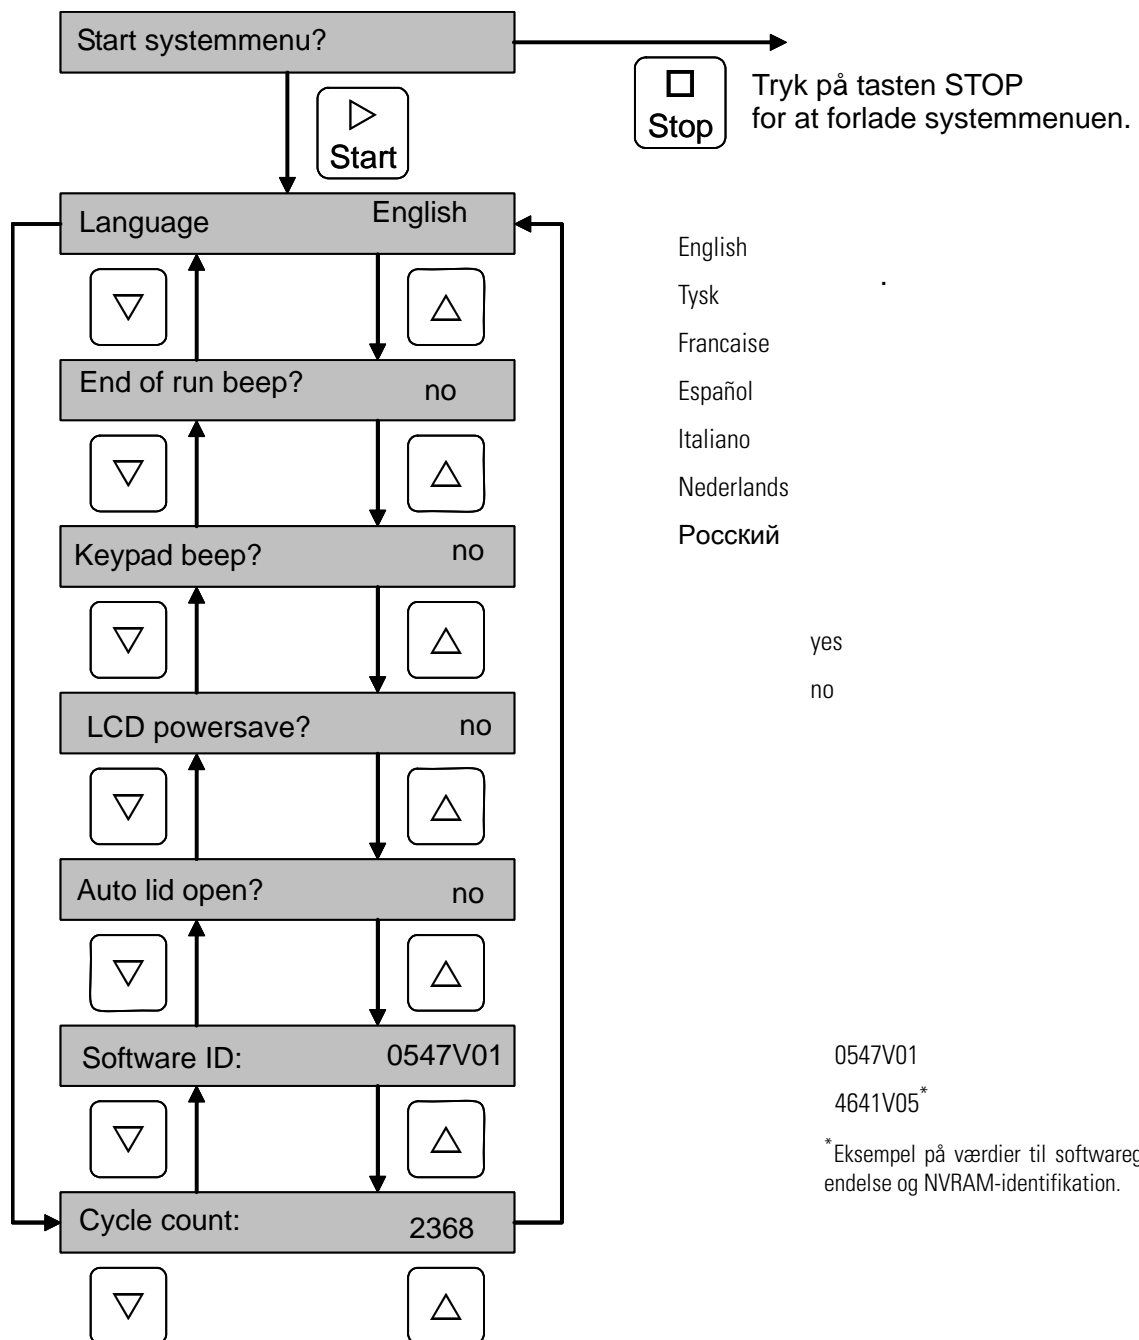 Start systemmenu?
Start
Stop
Tryk på tasten STOP
for at forlade systemmenuen.
Language English
English
Tysk
Francaise
Español
Italiano
Nederlands
Росский
End of run beep? no
Keypad beep? no
yes
no
LCD powersave? no
Auto lid open? no
Software ID: 0547V01
0547V01
4641V05*
*Eksempel på værdier til softwareg
endelse og NVRAM-identifikation.
Cycle count: 2368